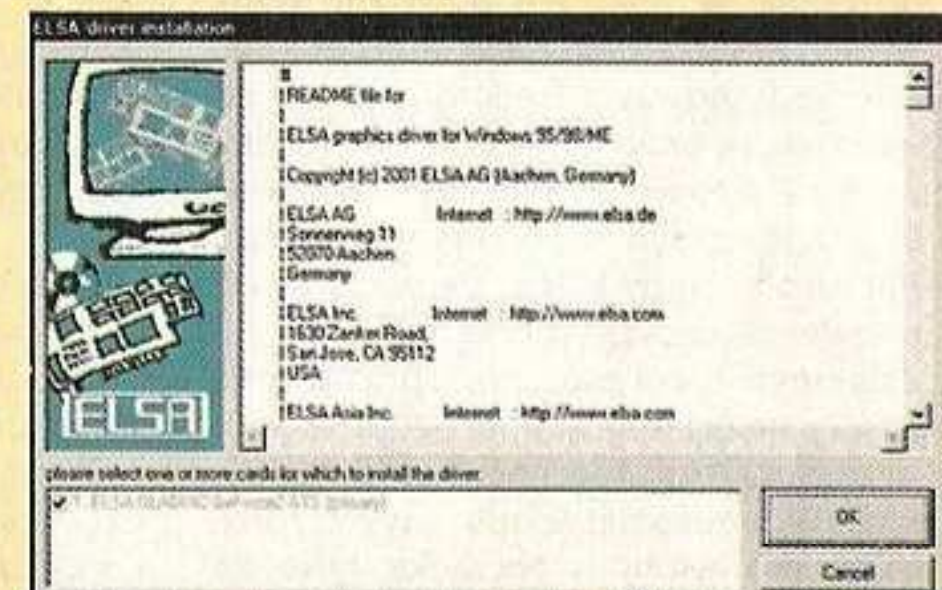 ELSA driver installation
README file for
ELSA graphics driver for Windows 95/98/ME
Copyright (c) 2001 ELSA AG (Aachen, Germany)
ELSA AG Internet : http://www.elsa.de
Sonnenweg 11
52070 Aachen
Germany
ELSA Inc. Internet : http://www.elsa.com
1630 Zanker Road,
San Jose, CA 95112
USA
ELSA Asia Inc. Internet : http://www.elsa.com
ELSA
please select one or more cards for which to install the driver.
1. ELSA GLADIAC
OK
Cancel